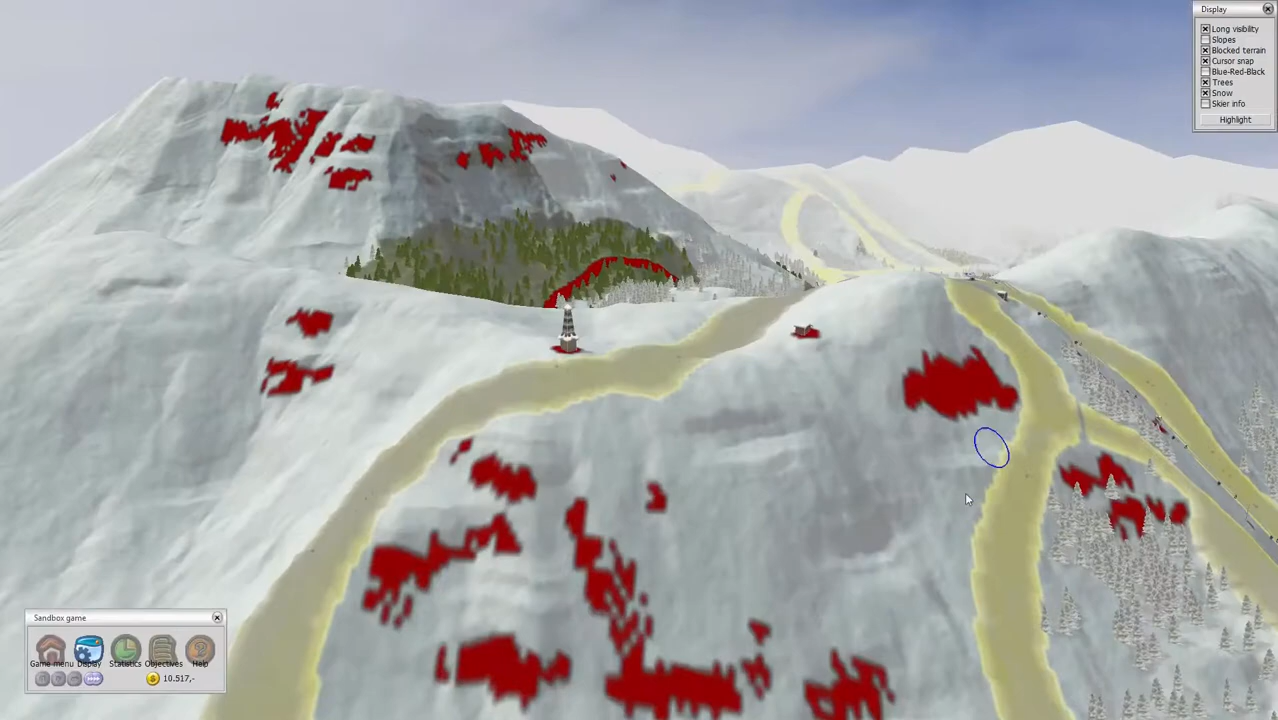 Display
Long visibility
Slopes
Blocked terrain
Cursor snap
Blue-Red-Black
Trees
Snow
Skier info
Highlight
Sandbox game
Game menu Display Statistics Objectives Help
10.517,-